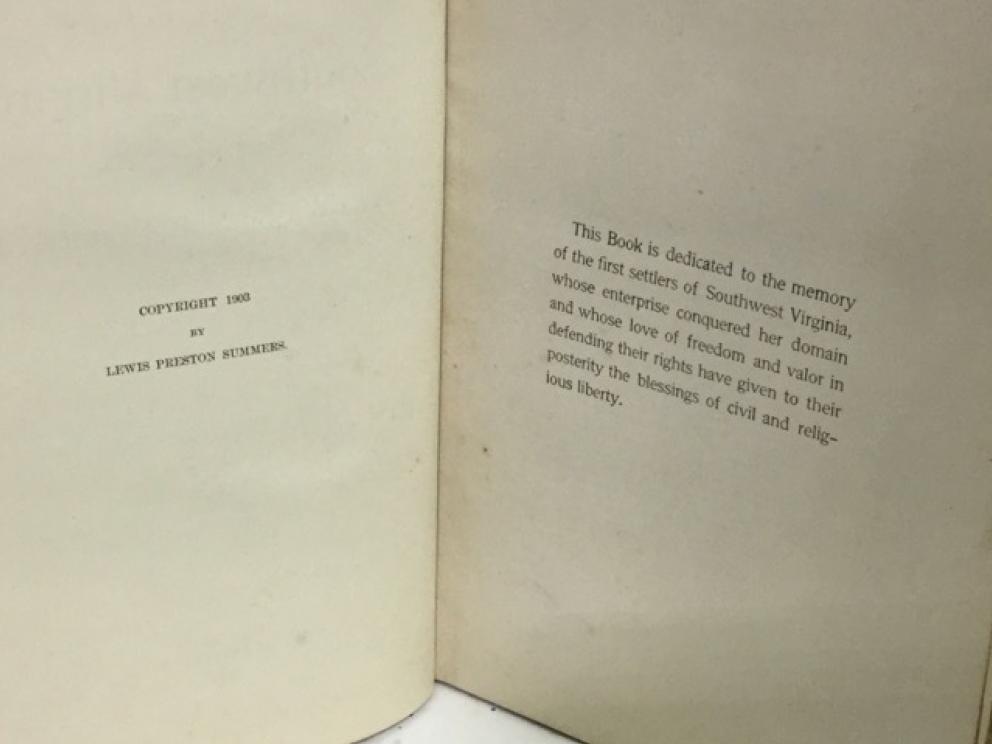 COPYRIGHT 1903
BY
LEWIS PRESTON SUMMERS.
This Book is dedicated to the memory
of the first settlers of Southwest Virginia,
whose enterprise conquered her domain
and whose love of freedom and valor in
defending their rights have given to their
posterity the blessings of civil and relig-
ious liberty.